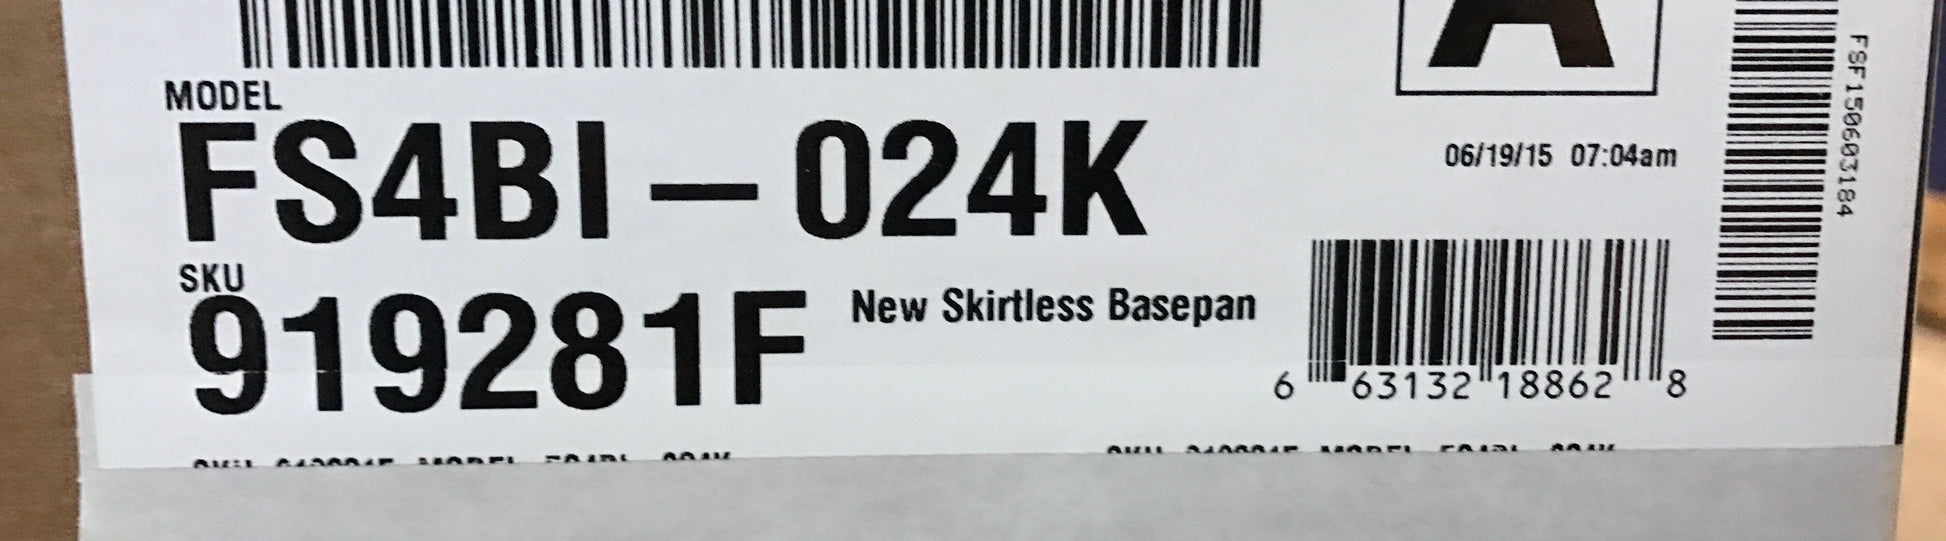 A
MODEL
FS4BI-024K
06/19/15 07:04am
FSF150603184
SKU
919281F
New Skirtless Basepan
6 63132 18862 8